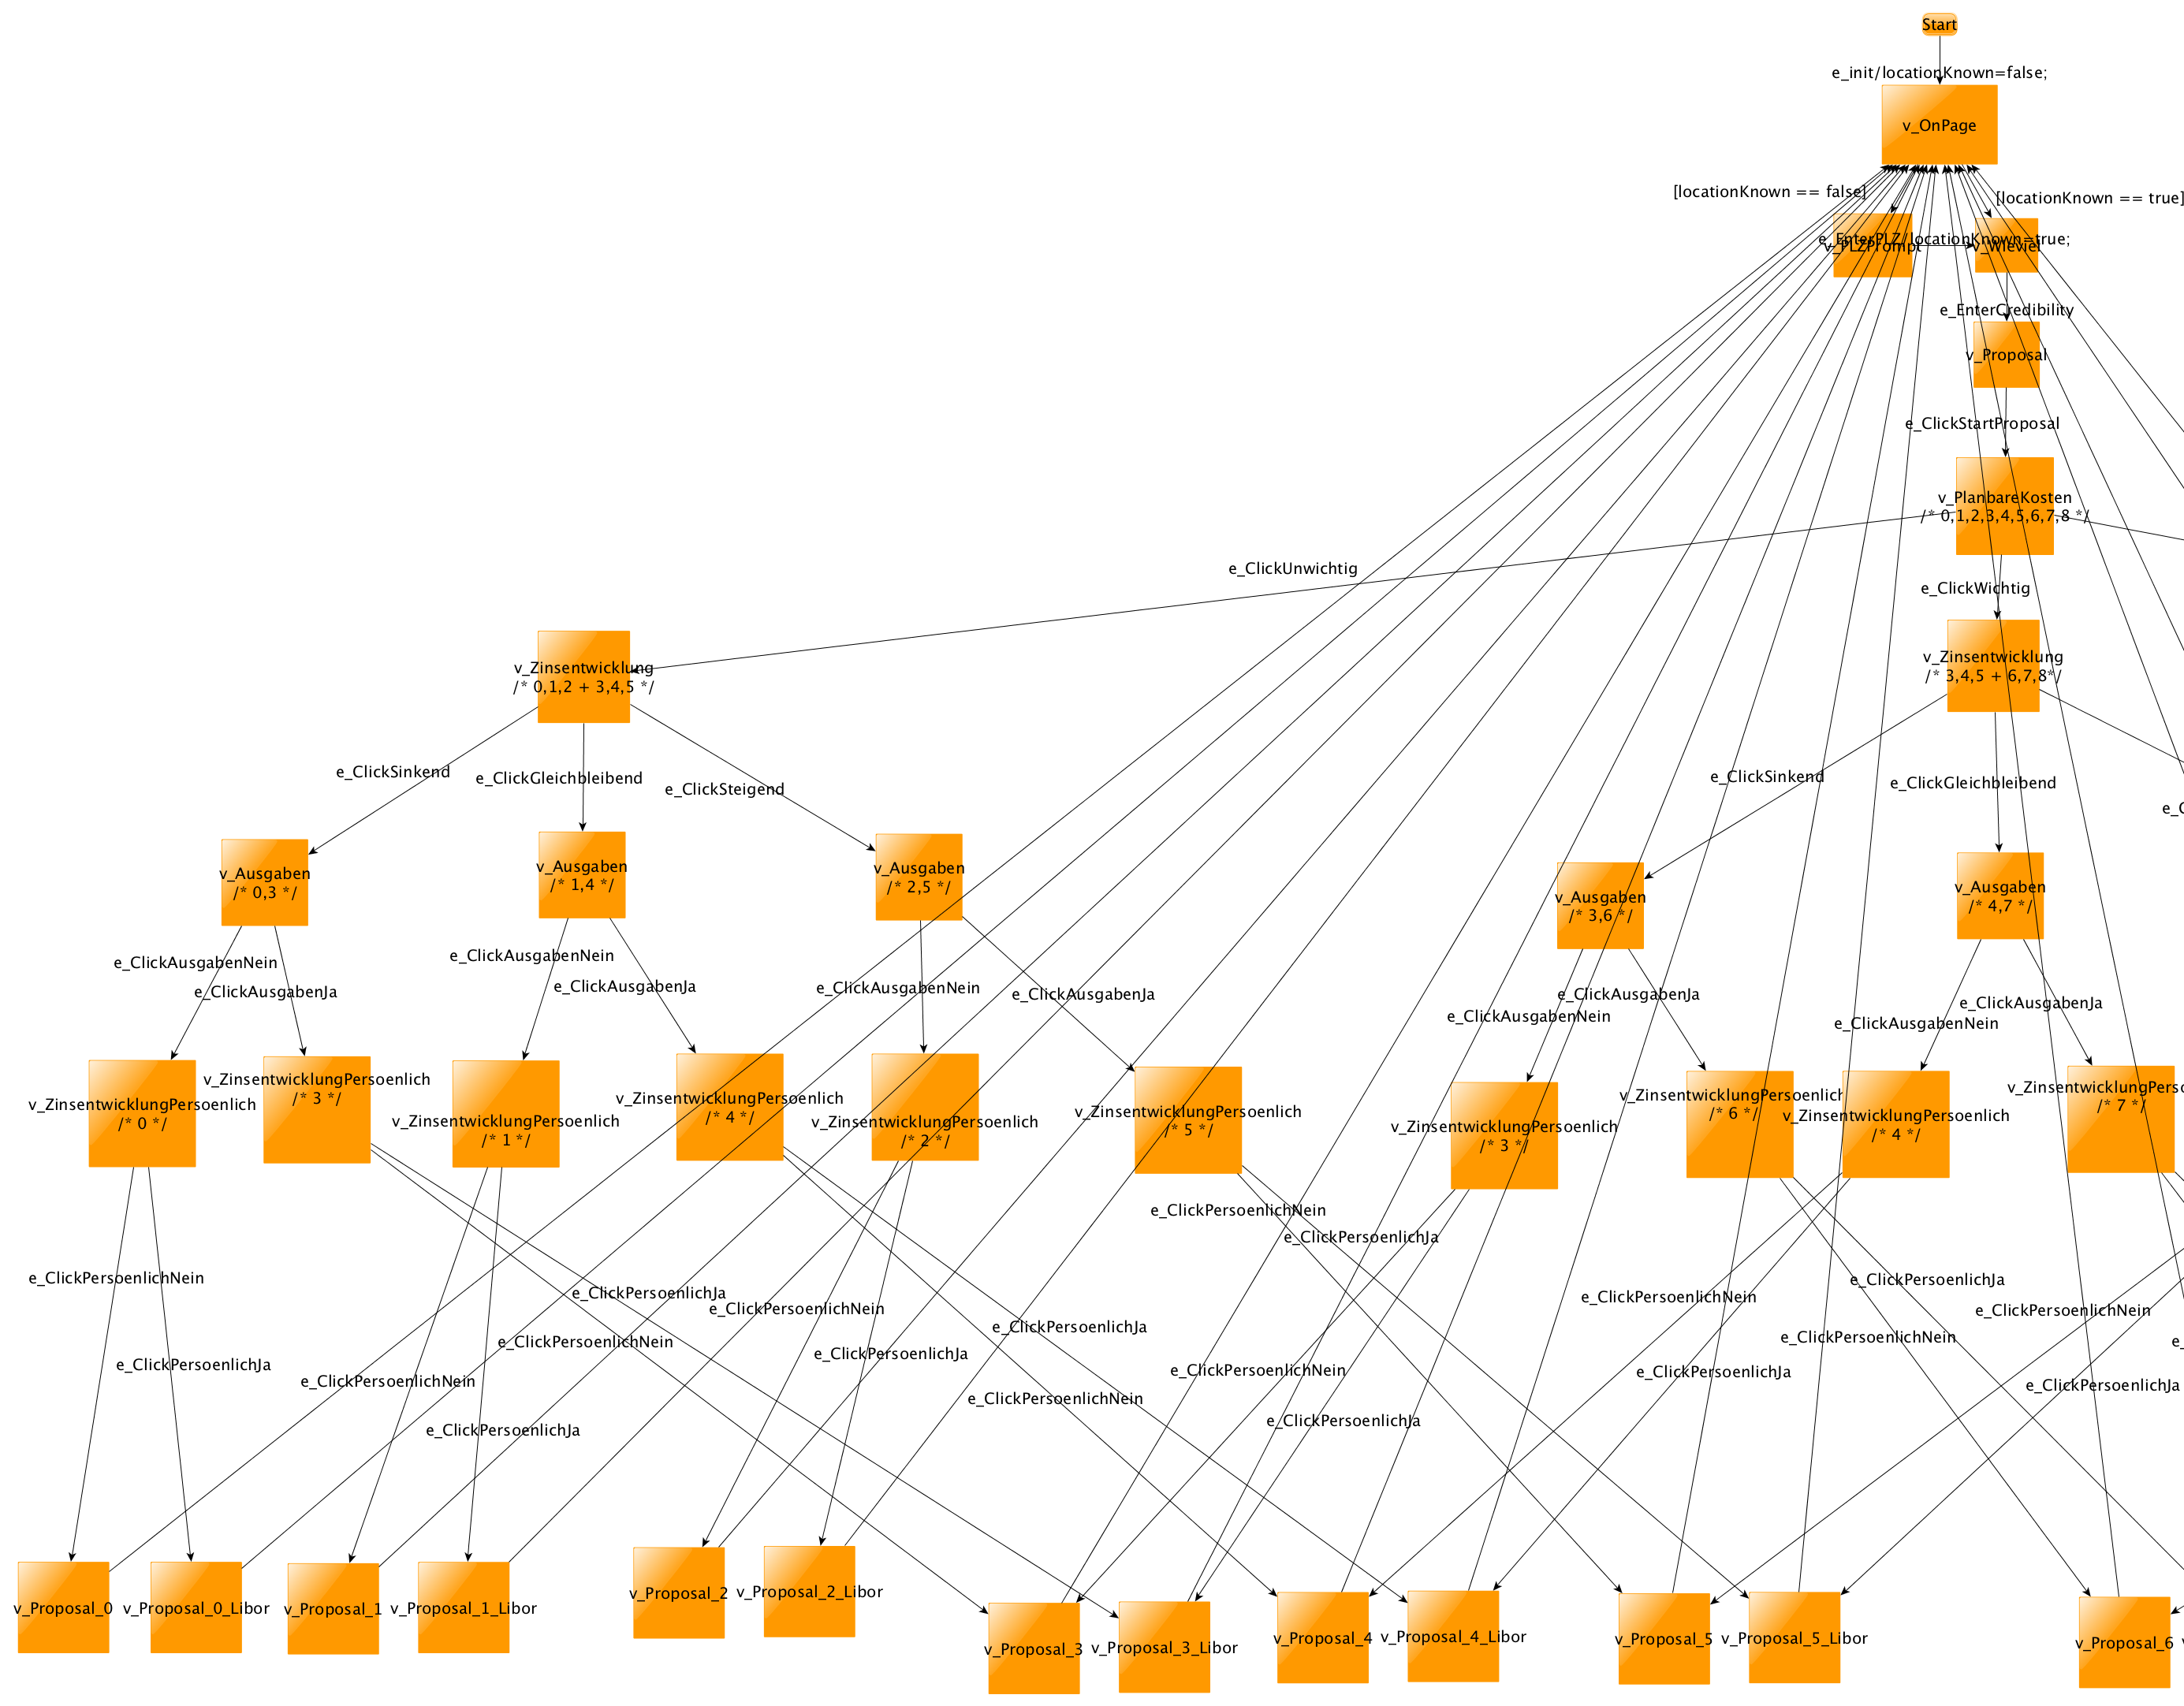 Start
e_init/locationKnown=false;
v_OnPage
[locationKnown == false]
[locationKnown == true]
e_EnterPLZ/locationKnown=true;
v_PLZPrompt
v_Wieviel
e_EnterCredibility
v_Proposal
e_ClickStartProposal
v_PlanbareKosten
/* 0,1,2,3,4,5,6,7,8 */
e_ClickUnwichtig
e_ClickWichtig
v_Zinsentwicklung
/* 0,1,2 + 3,4,5 */
v_Zinsentwicklung
/* 3,4,5 + 6,7,8*/
e_ClickSinkend
e_ClickGleichbleibend
e_ClickSteigend
e_ClickSinkend
e_ClickGleichbleibend
v_Ausgaben
/* 0,3 */
v_Ausgaben
/* 1,4 */
v_Ausgaben
/* 2,5 */
v_Ausgaben
/* 3,6 */
v_Ausgaben
/* 4,7 */
e_ClickAusgabenNein
e_ClickAusgabenJa
e_ClickAusgabenNein
e_ClickAusgabenJa
e_ClickAusgabenNein
e_ClickAusgabenJa
e_ClickAusgabenNein
e_ClickAusgabenJa
e_ClickAusgabenNein
e_ClickAusgabenJa
v_ZinsentwicklungPersoenlich
/* 0 */
v_ZinsentwicklungPersoenlich
/* 3 */
v_ZinsentwicklungPersoenlich
/* 1 */
v_ZinsentwicklungPersoenlich
/* 4 */
v_ZinsentwicklungPersoenlich
/* 2 */
v_ZinsentwicklungPersoenlich
/* 5 */
v_ZinsentwicklungPersoenlich
/* 3 */
v_ZinsentwicklungPersoenlich
/* 6 */
v_ZinsentwicklungPersoenlich
/* 4 */
v_ZinsentwicklungPerso
/* 7 */
e_ClickPersoenlichNein
e_ClickPersoenlichJa
e_ClickPersoenlichNein
e_ClickPersoenlichJa
e_ClickPersoenlichNein
e_ClickPersoenlichJa
e_ClickPersoenlichNein
e_ClickPersoenlichJa
e_ClickPersoenlichNein
e_ClickPersoenlichJa
e_ClickPersoenlichNein
e_ClickPersoenlichJa
e_ClickPersoenlichNein
e_ClickPersoenlichJa
e_ClickPersoenlichNein
e_ClickPersoenlichJa
e_ClickPersoenlichNein
e_ClickPersoenlichJa
e_ClickPersoenlichNein
e_ClickPersoenlichJa
v_Proposal_0
v_Proposal_0_Libor
v_Proposal_1
v_Proposal_1_Libor
v_Proposal_2
v_Proposal_2_Libor
v_Proposal_3
v_Proposal_3_Libor
v_Proposal_4
v_Proposal_4_Libor
v_Proposal_5
v_Proposal_5_Libor
v_Proposal_6